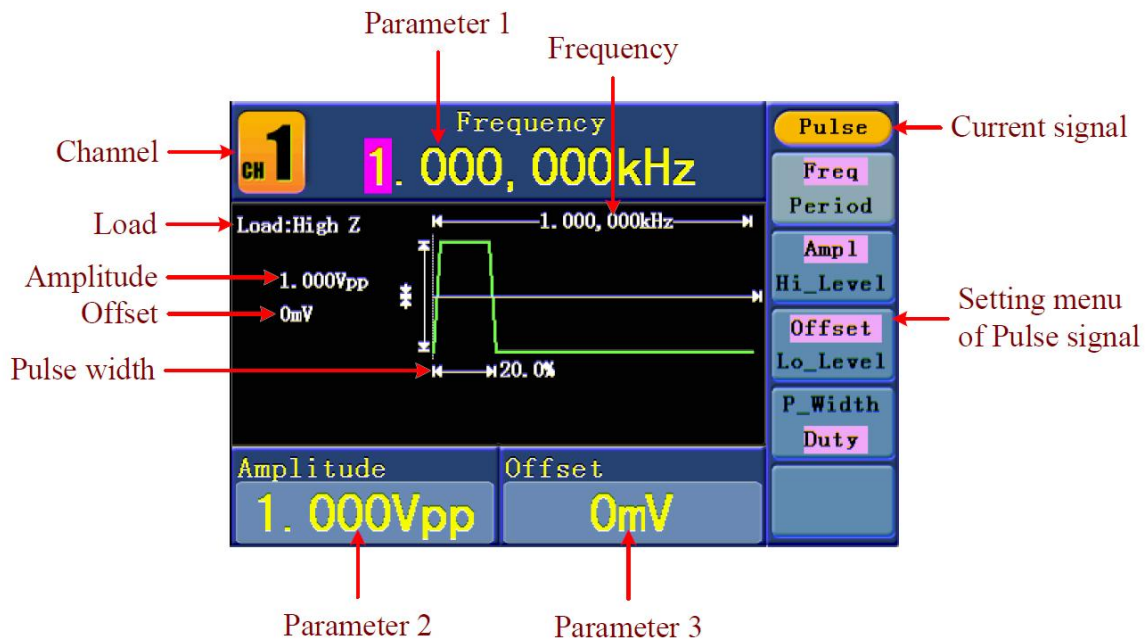 Parameter 1
Frequency
Channel
CH 1
Frequency
1.000,000kHz
Pulse
Current signal
Freq
Period
Load
Load:High Z
1.000,000kHz
Ampl
Hi_Level
Amplitude
1.000Vpp
Offset
0mV
Offset
Lo_Level
Setting menu
of Pulse signal
Pulse width
20.0%
P_Width
Duty
Amplitude
1.000Vpp
Offset
0mV
Parameter 2
Parameter 3